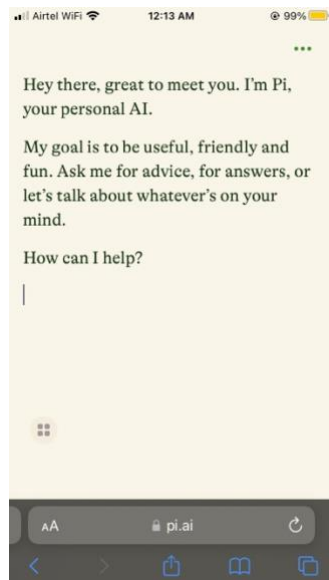 Airtel WiFi 12:13 AM 99%
Hey there, great to meet you. I’m Pi,
your personal AI.
My goal is to be useful, friendly and
fun. Ask me for advice, for answers, or
let’s talk about whatever’s on your
mind.
How can I help?
AA pi.ai